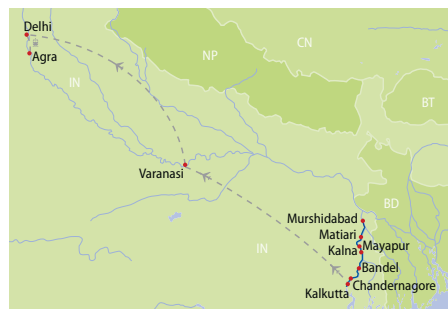 Delhi
Agra
IN
NP
CN
BT
Varanasi
BD
Murshidabad
Matiari
Kalna
Mayapur
IN
Bandel
Chandernagore
Kalkutta